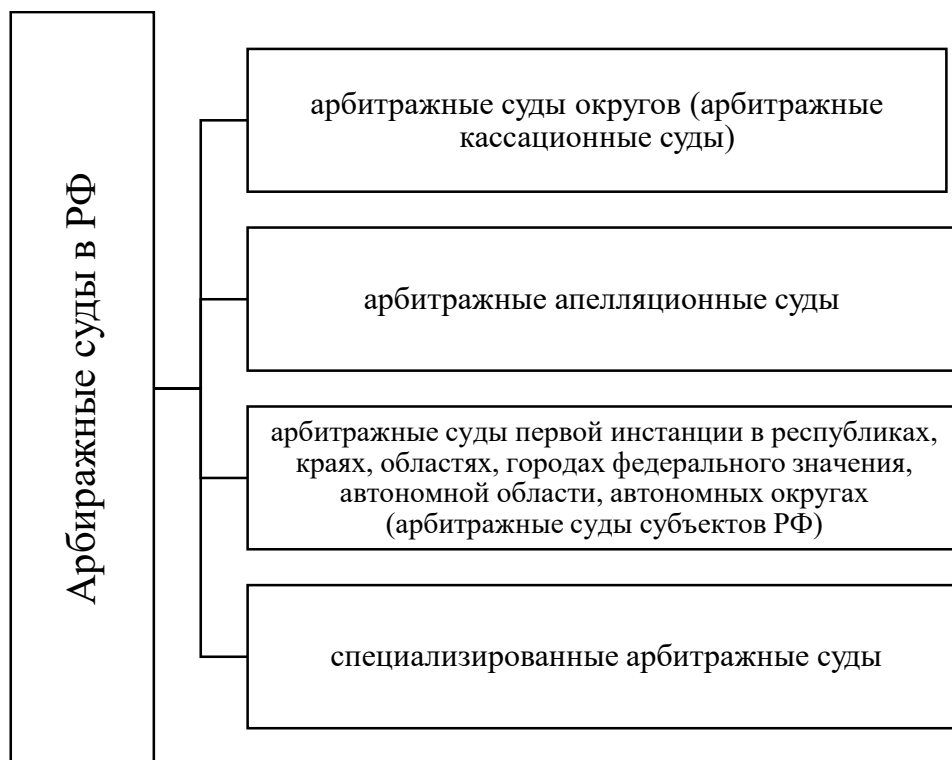 Арбиражные суды в РФ
арбитражные суды округов (арбитражные
кассационные суды)
арбитражные апелляционные суды
арбитражные суды первой инстанции в республиках,
краях, областях, городах федерального значения,
автономной области, автономных округах
(арбитражные суды субъектов РФ)
специализированные арбитражные суды